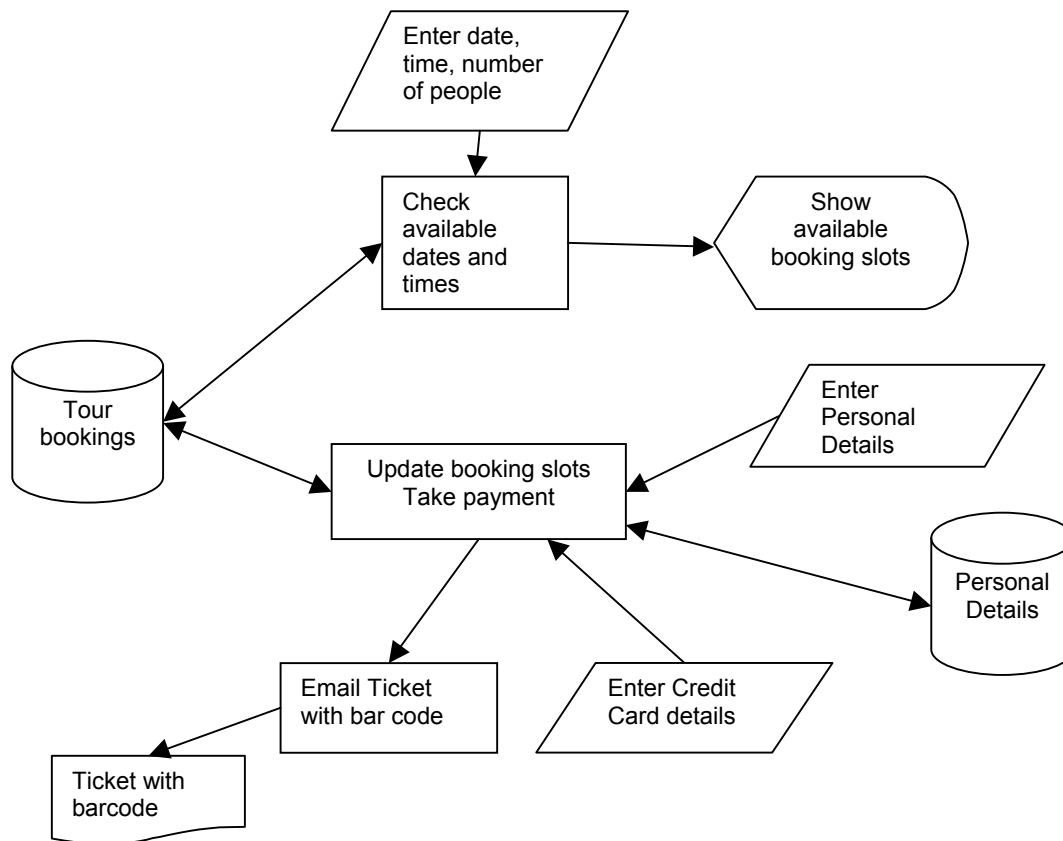 Enter date,
time, number
of people
Check
available
dates and
times
Show
available
booking slots
Tour
bookings
Enter
Personal
Details
Update booking slots
Take payment
Personal
Details
Email Ticket
with bar code
Enter Credit
Card details
Ticket with
barcode